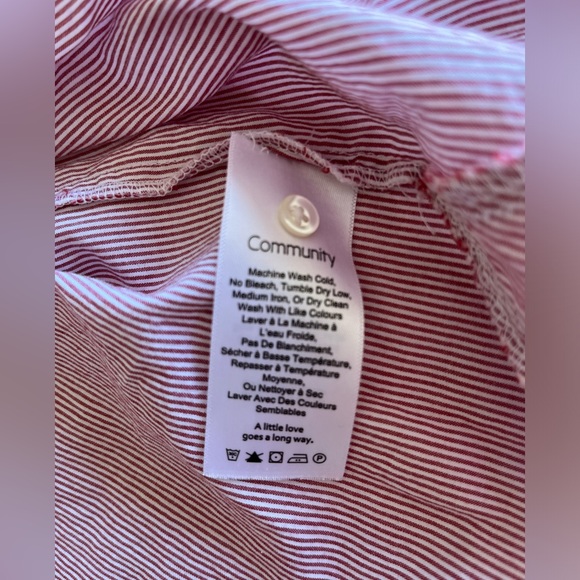 Community
Machine Wash Cold,
No Bleach, Tumble Dry Low,
Medium Iron, Or Dry Clean
Wash With Like Colours
Laver à La Machine à
L'eau Froide,
Pas De Blanchiment,
Sécher à Basse Température,
Repasser à Température
Moyenne,
Ou Nettoyer à Sec
Laver Avec Des Couleurs
Semblables
A little love
goes a long way.
P